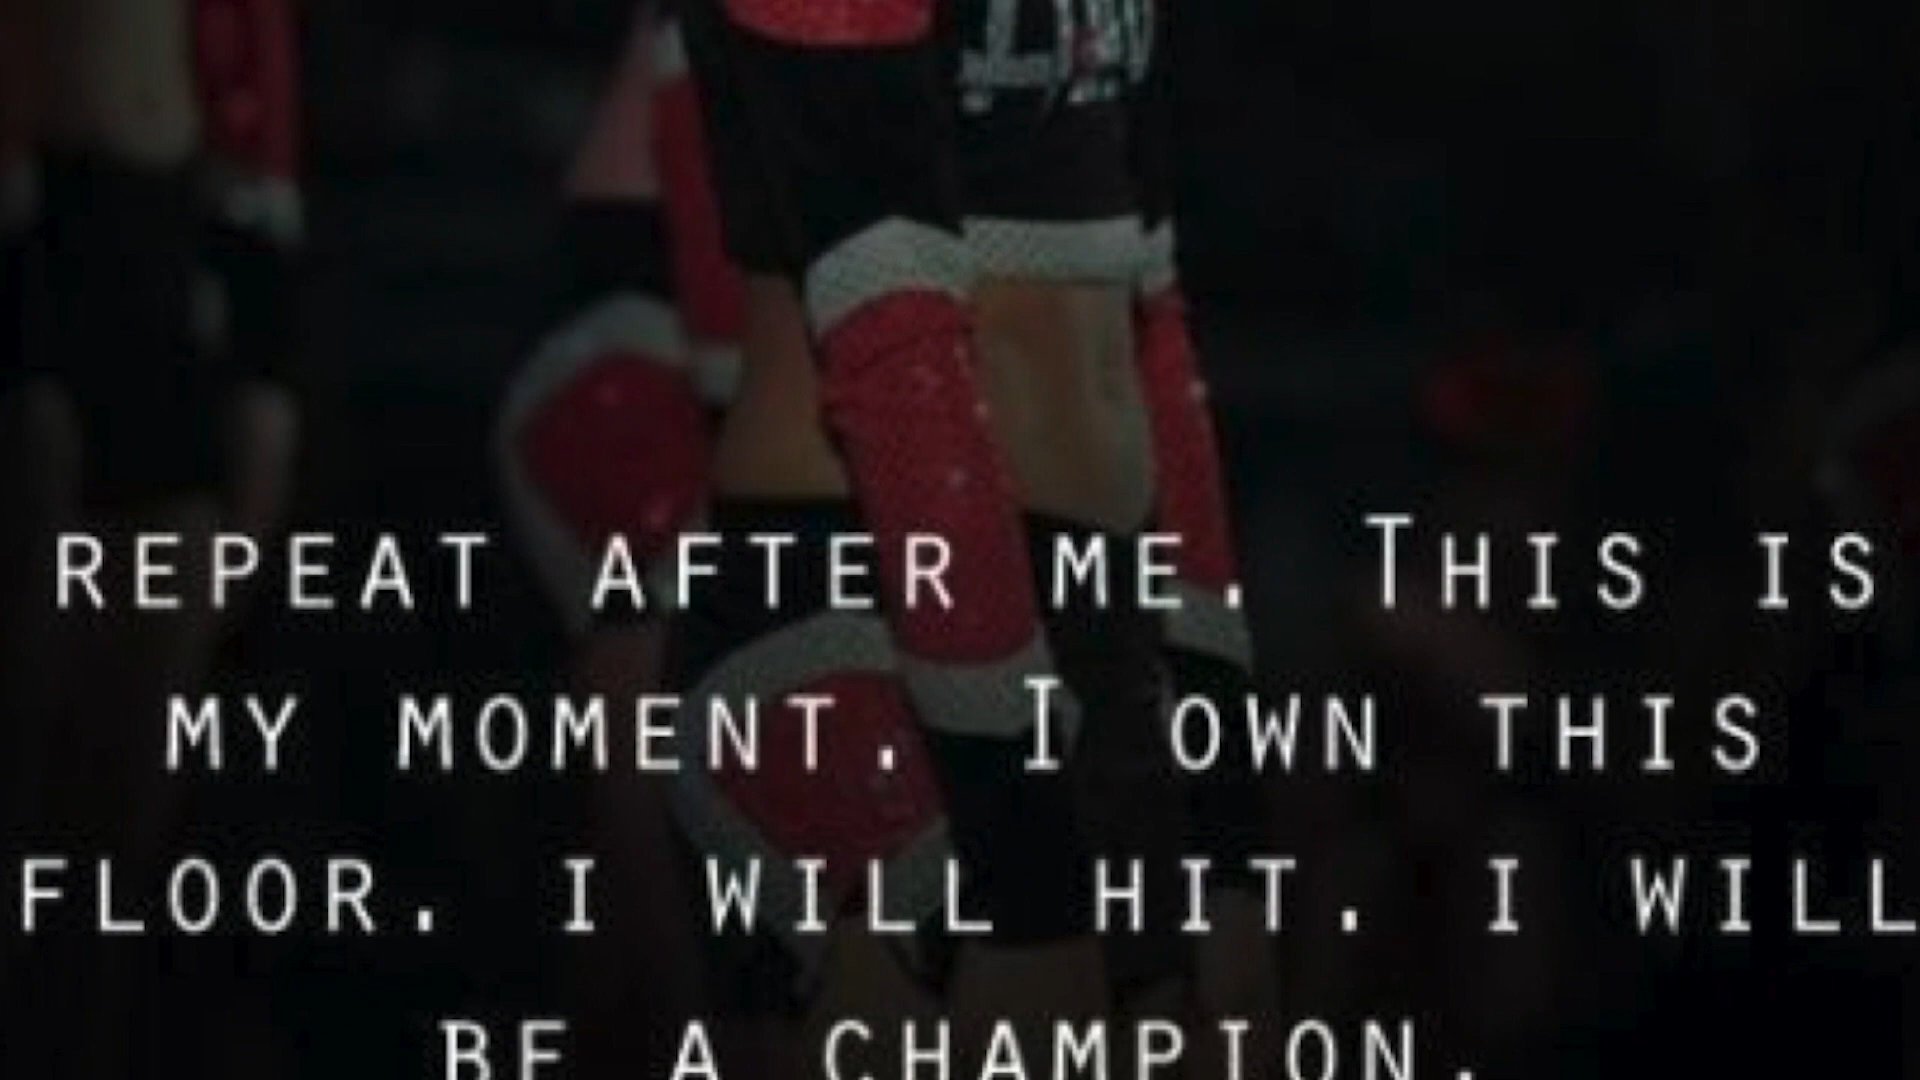 REPEAT AFTER ME. THIS IS
MY MOMENT. I OWN THIS
FLOOR. I WILL HIT. I WILL
BE A CHAMPION.